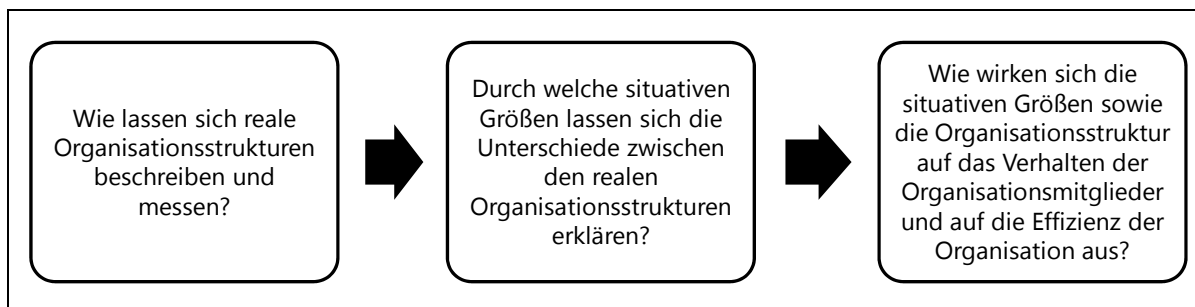 Wie lassen sich reale
Organisationsstrukturen
beschreiben und
messen?
Durch welche situativen
Größen lassen sich die
Unterschiede zwischen
den realen
Organisationsstrukturen
erklären?
Wie wirken sich die
situativen Größen sowie
die Organisationsstruktur
auf das Verhalten der
Organisationsmitglieder
und auf die Effizienz der
Organisation aus?